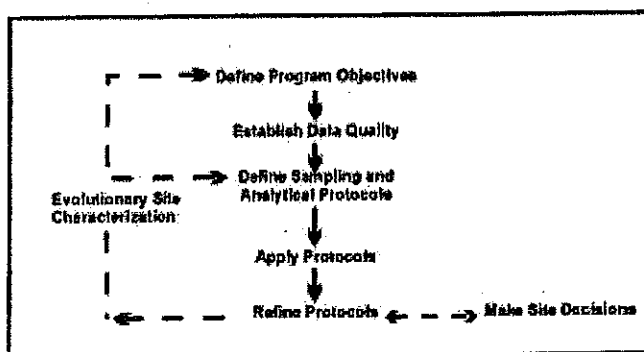 Define Program Objectives
Establish Data Quality
Define Sampling and
Analytical Protocols
Evolutionary Site
Characterization
Apply Protocols
Refine Protocols
Make Site Decisions